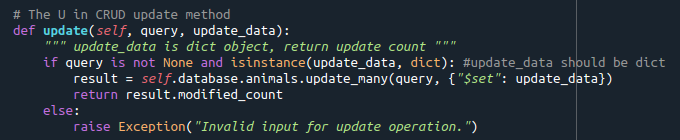 # The U in CRUD update method
def update(self, query, update_data):
""" update_data is dict object, return update count """
if query is not None and isinstance(update_data, dict): #update_data should be dict
result = self.database.animals.update_many(query, {"$set": update_data})
return result.modified_count
else:
raise Exception("Invalid input for update operation.")